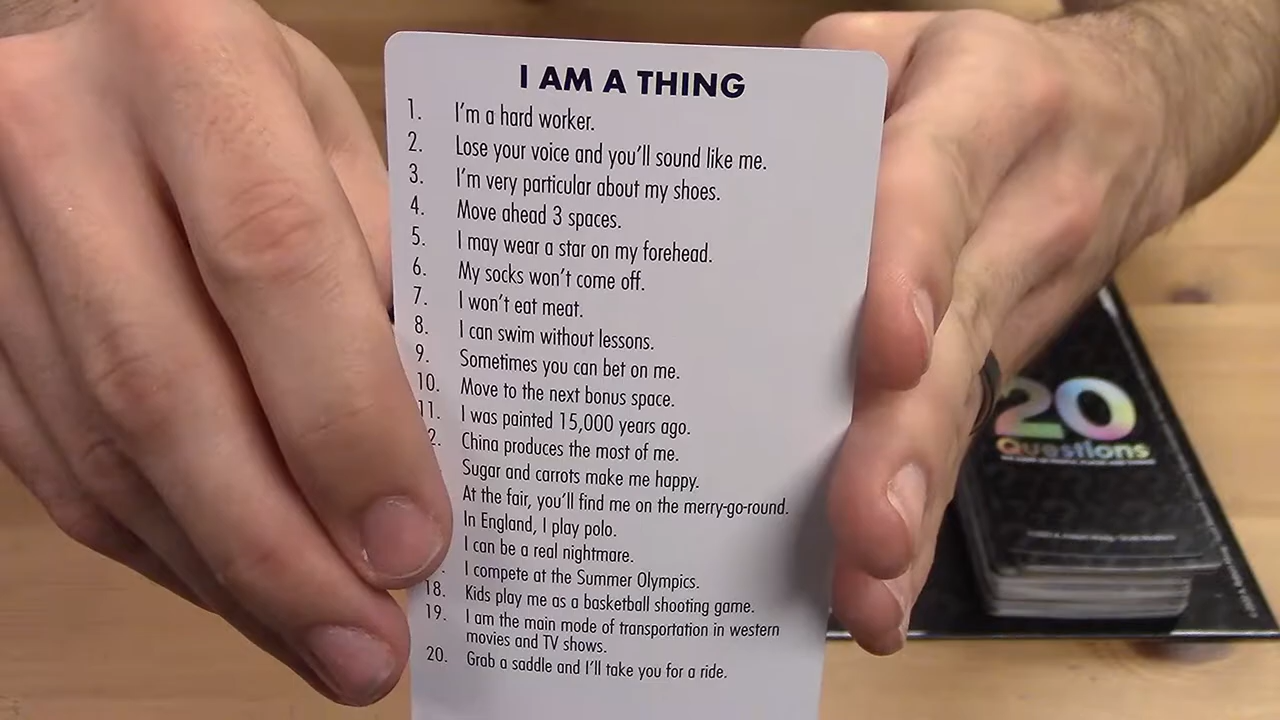 I AM A THING
1. I'm a hard worker.
2. Lose your voice and you'll sound like me.
3. I'm very particular about my shoes.
4. Move ahead 3 spaces.
5. I may wear a star on my forehead.
6. My socks won't come off.
7. I won't eat meat.
8. I can swim without lessons.
9. Sometimes you can bet on me.
10. Move to the next bonus space.
11. I was painted 15,000 years ago.
2. China produces the most of me.
Sugar and carrots make me happy.
At the fair, you'll find me on the merry-go-round.
In England, I play polo.
I can be a real nightmare.
I compete at the Summer Olympics.
18. Kids play me as a basketball shooting game.
19. I am the main mode of transportation in western
movies and TV shows.
20. Grab a saddle and I'll take you for a ride.
20
Questions